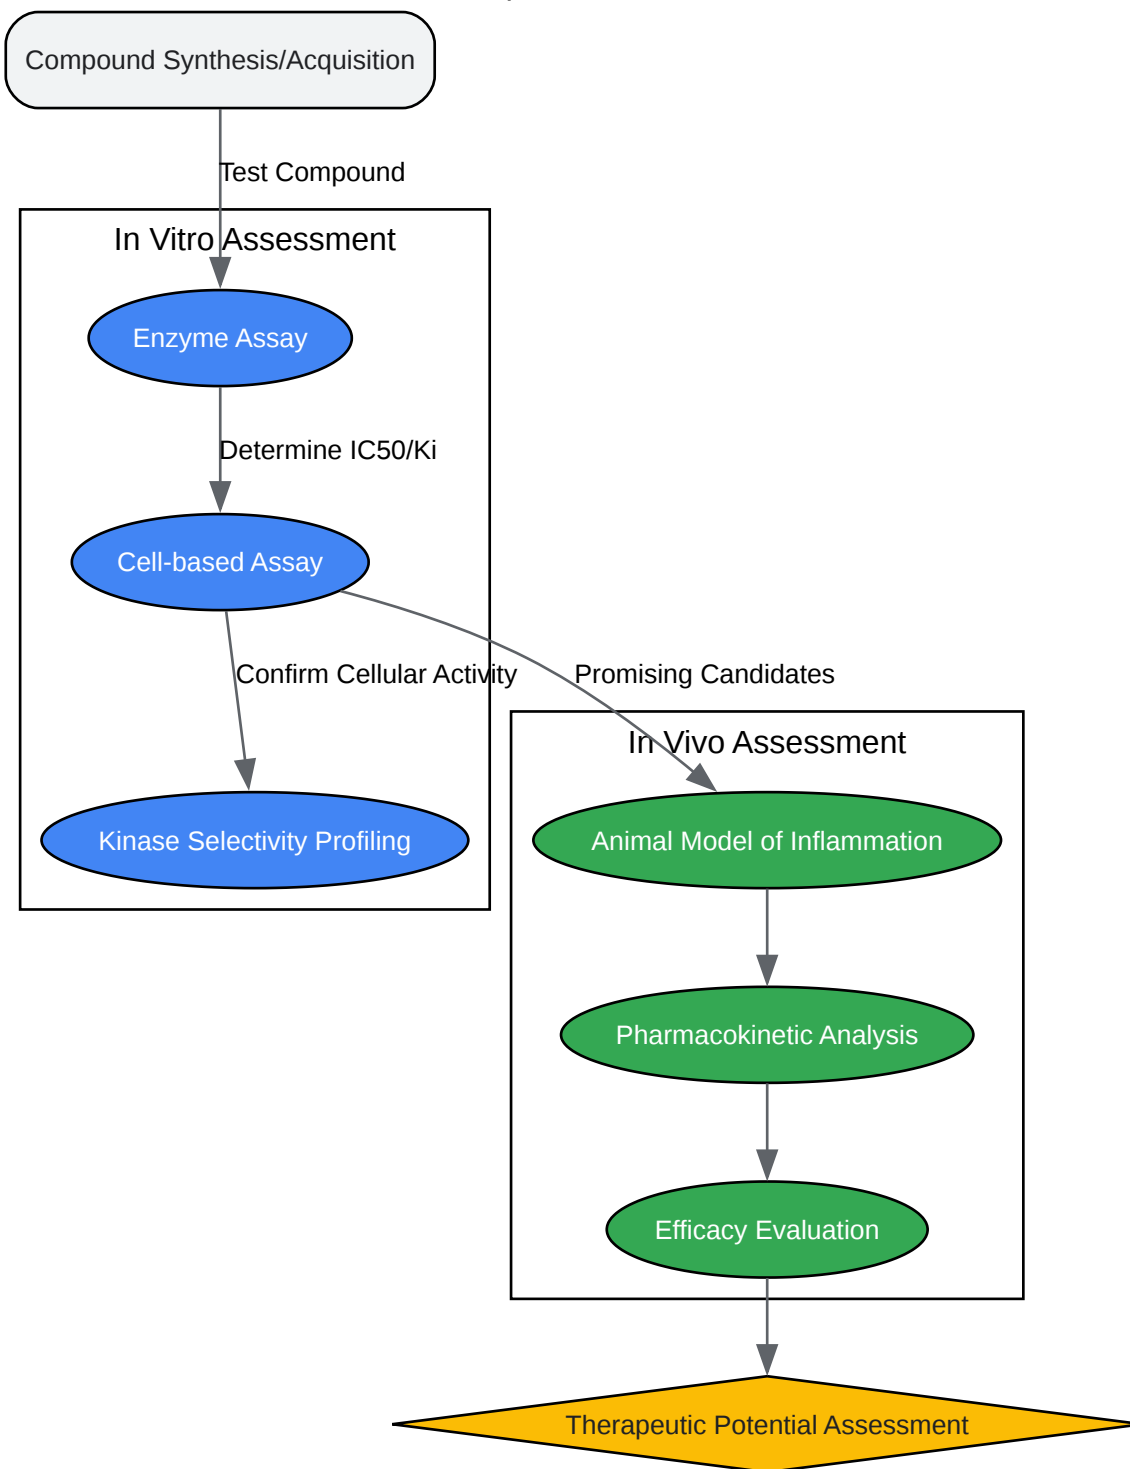 Compound Synthesis/Acquisition
Test Compound
In Vitro Assessment
Enzyme Assay
Determine IC50/Ki
Cell-based Assay
Confirm Cellular Activity
Promising Candidates
In Vivo Assessment
Kinase Selectivity Profiling
Animal Model of Inflammation
Pharmacokinetic Analysis
Efficacy Evaluation
Therapeutic Potential Assessment